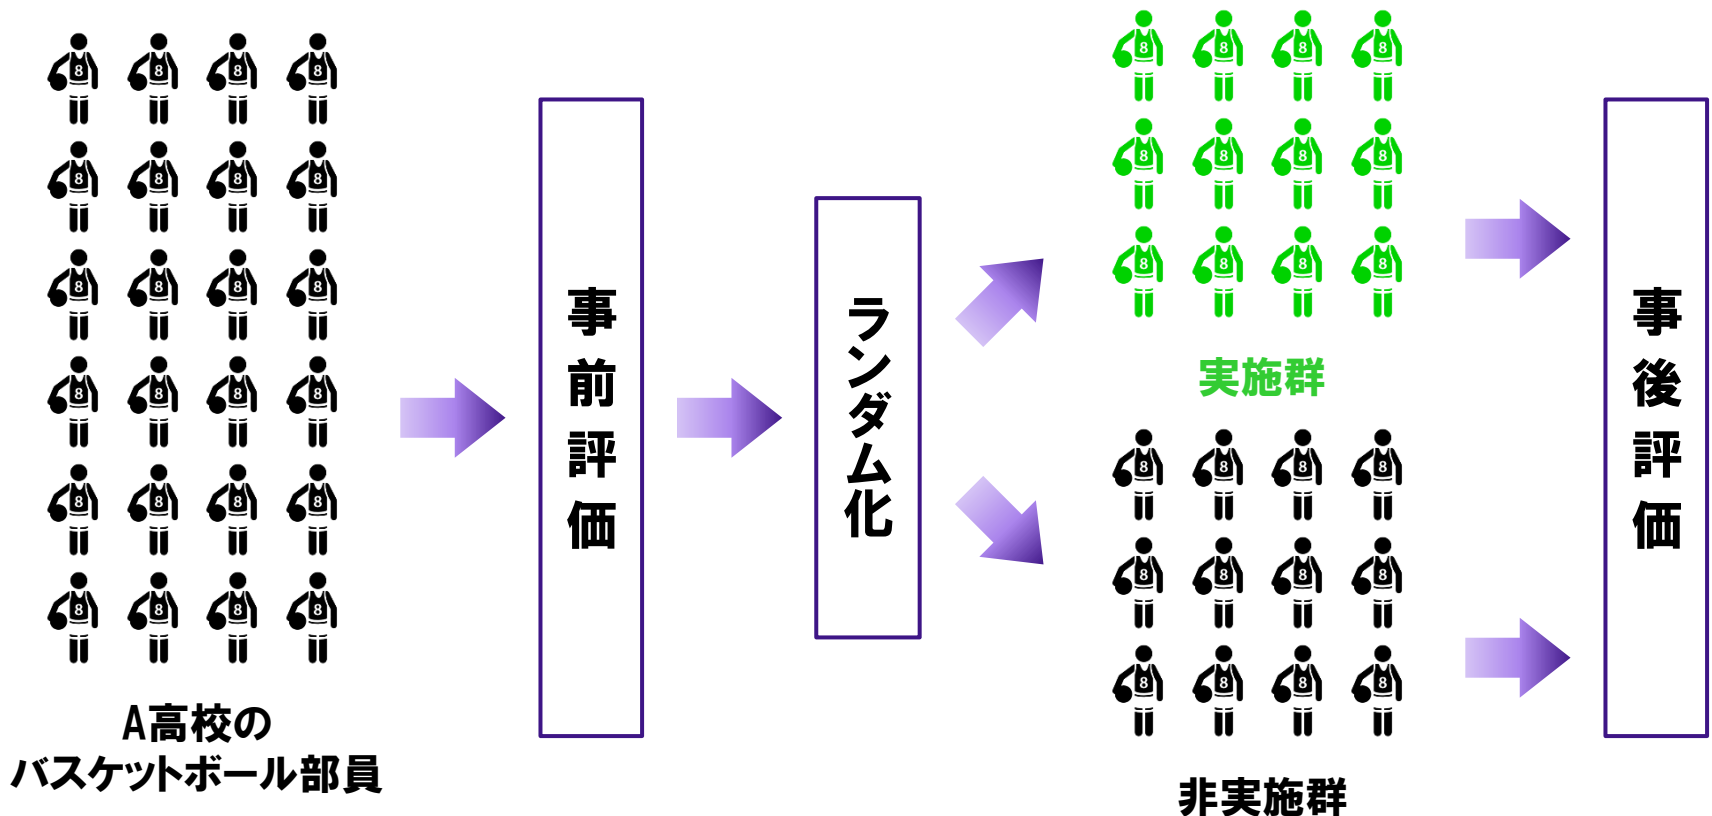 A高校の
バスケットボール部員
事前評価
ランダム化
実施群
非実施群
事後評価